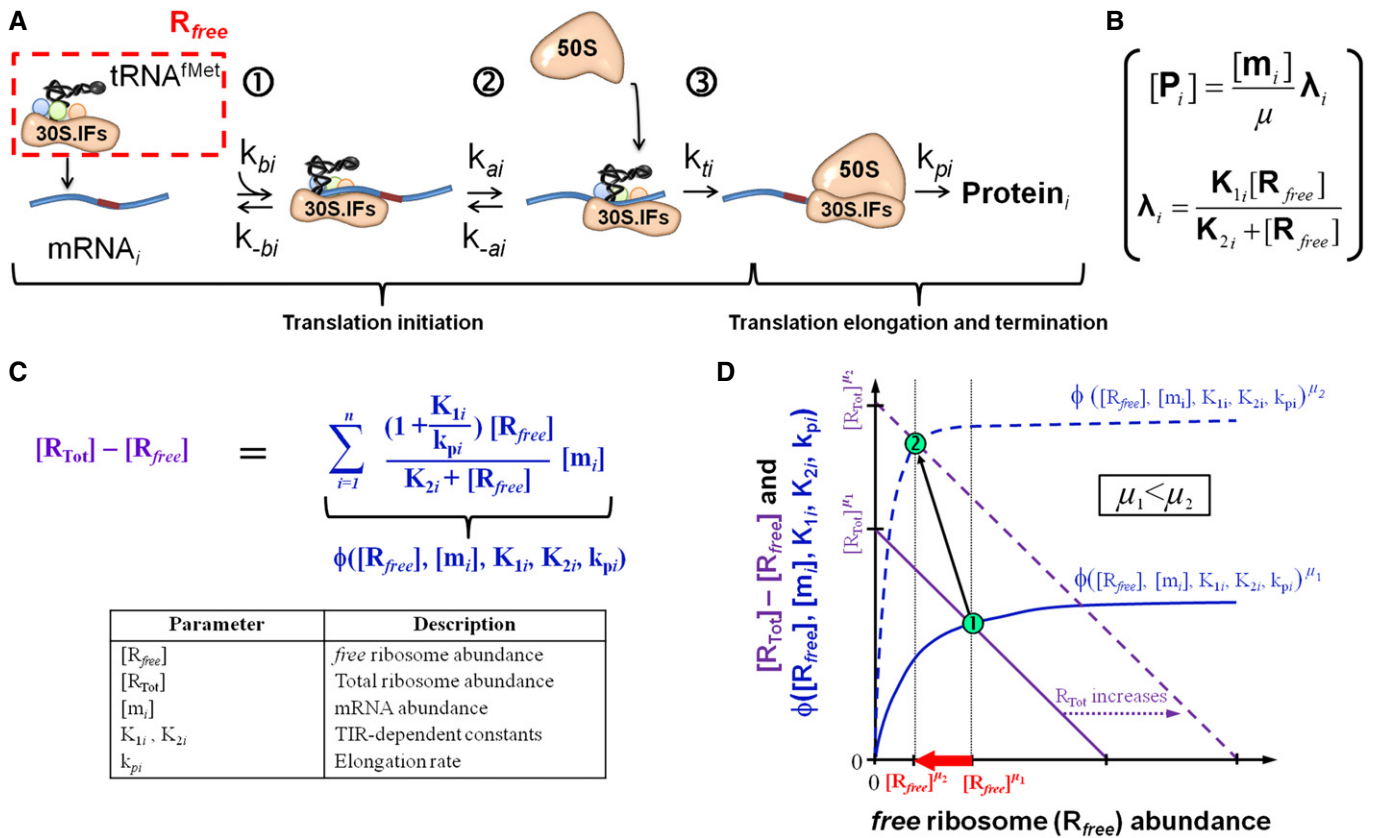 A
R_free
tRNA^fMet
30S.IFs
mRNA_i
①
k_bi
k_-bi
30S.IFs
②
k_ai
k_-ai
50S
30S.IFs
③
k_ti
50S
30S.IFs
k_pi
Protein_i
Translation initiation
Translation elongation and termination
B
[P_i] = [m_i] / μ λ_i
λ_i = K_1i[R_free] / K_2i + [R_free]
C
[R_Tot] – [R_free] = ∑_{i=1}^{n} (1 + K_1i / k_pi) [R_free] / K_2i + [R_free] [m_i]
ϕ([R_free], [m_i], K_1i, K_2i, k_pi)
Parameter Description
[R_free] free ribosome abundance
[R_Tot] Total ribosome abundance
[m_i] mRNA abundance
K_1i , K_2i TIR-dependent constants
k_pi Elongation rate
D
[R_Tot] – [R_free] and
ϕ([R_free], [m_i], K_1i, K_2i, k_pi)
[R_Tot]^μ2
[R_Tot]^μ1
0
ϕ ([R_free], [m_i], K_1i, K_2i, k_pi)^μ2
2
μ_1<μ_2
ϕ([R_free], [m_i], K_1i, K_2i, k_pi)^μ1
1
R_Tot increases
0 [R_free]^μ2 [R_free]^μ1
free ribosome (R_free) abundance